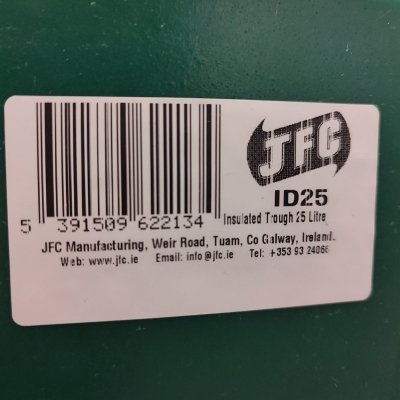 JFC
ID25
5 391509 622134
Insulated Trough 25 Litre
JFC Manufacturing, Weir Road, Tuam, Co Galway, Ireland.
Web: www.jfc.ie Email: info@jfc.ie Tel: +353 93 24066